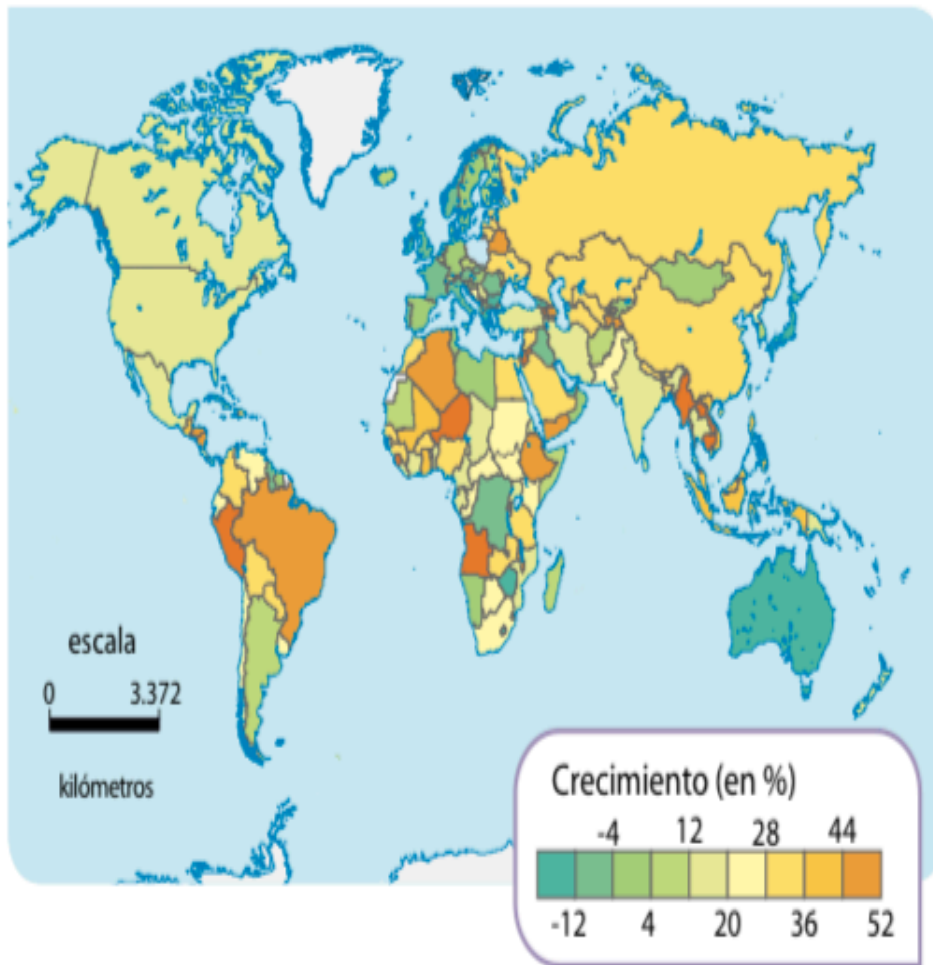 escala
0 3.372
kilómetros
Crecimiento (en %)
-4 12 28 44
-12 4 20 36 52